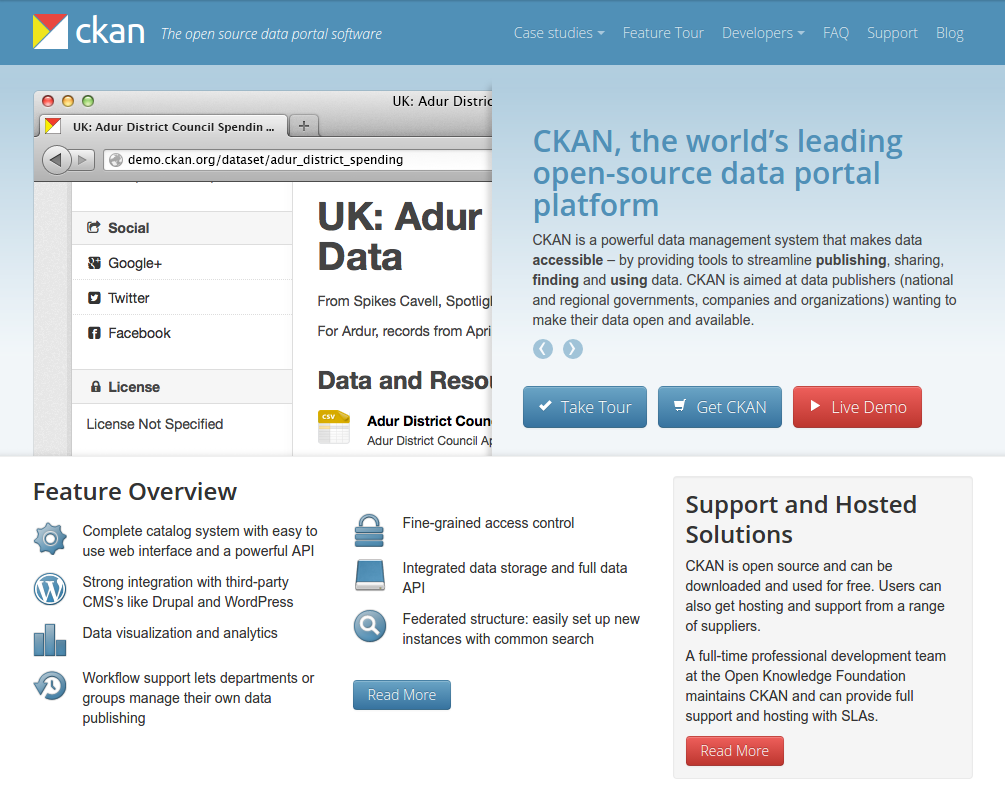 ckan The open source data portal software
Case studies Feature Tour Developers FAQ Support Blog
UK: Adur Distric
UK: Adur District Council Spendin ...
demo.ckan.org/dataset/adur_district_spending
Social
Google+
Twitter
Facebook
License
License Not Specified
UK: Adur
Data
From Spikes Cavell, Spotlig
For Ardur, records from Apri
Data and Resou
CSV
Adur District Coun
Adur District Council Ap
CKAN, the world’s leading
open-source data portal
platform
CKAN is a powerful data management system that makes data
accessible – by providing tools to streamline publishing, sharing,
finding and using data. CKAN is aimed at data publishers (national
and regional governments, companies and organizations) wanting to
make their data open and available.
Take Tour Get CKAN Live Demo
Feature Overview
Complete catalog system with easy to
use web interface and a powerful API
Strong integration with third-party
CMS’s like Drupal and WordPress
Data visualization and analytics
Workflow support lets departments or
groups manage their own data
publishing
Fine-grained access control
Integrated data storage and full data
API
Federated structure: easily set up new
instances with common search
Read More
Support and Hosted
Solutions
CKAN is open source and can be
downloaded and used for free. Users can
also get hosting and support from a range
of suppliers.
A full-time professional development team
at the Open Knowledge Foundation
maintains CKAN and can provide full
support and hosting with SLAs.
Read More